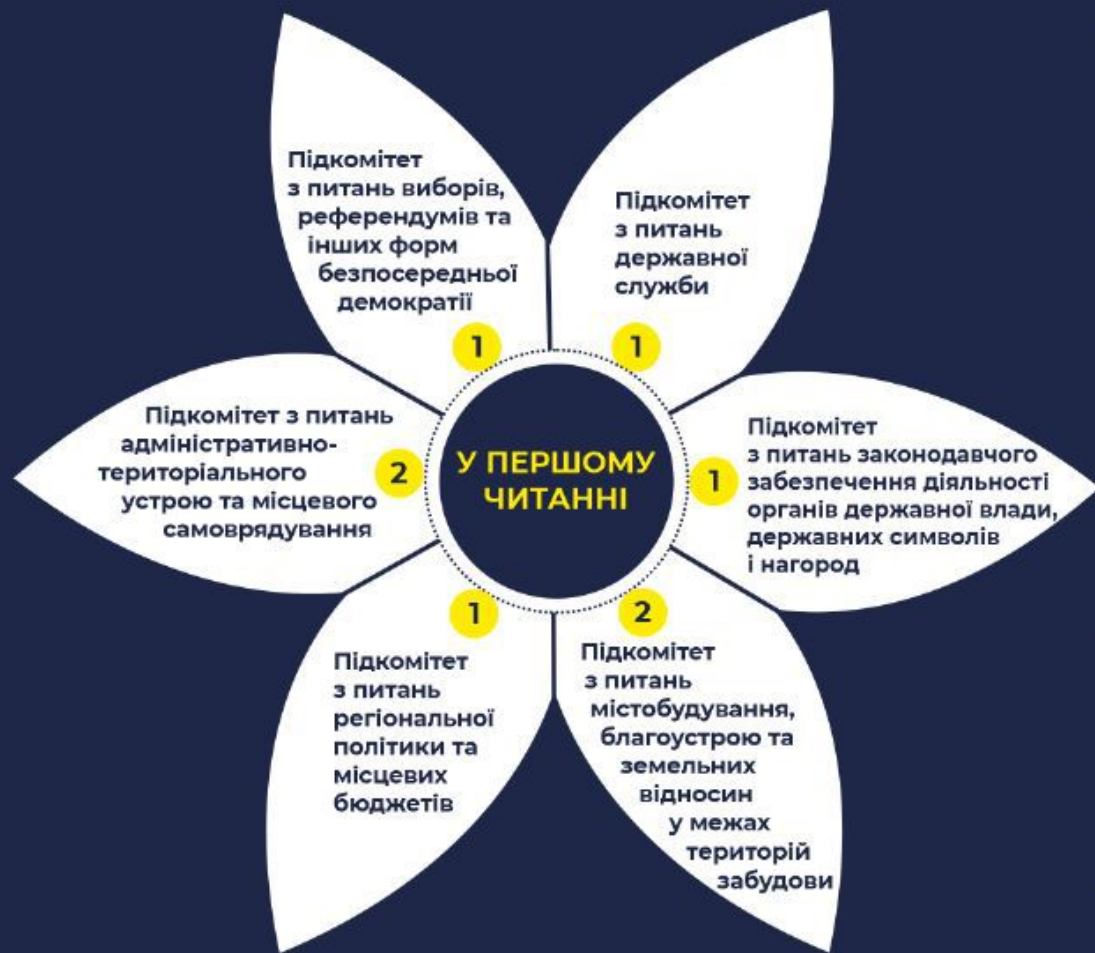 Підкомітет
з питань виборів,
референдумів та
інших форм
безпосередньої
демократії
1
Підкомітет
з питань
державної
служби
1
Підкомітет з питань
адміністративно-
територіального
устрою та місцевого
самоврядування
2
У ПЕРШОМУ
ЧИТАННІ
1
Підкомітет
з питань законодавчого
забезпечення діяльності
органів державної влади,
державних символів
і нагород
1
Підкомітет
з питань
регіональної
політики та
місцевих
бюджетів
2
Підкомітет
з питань
містобудування,
благоустрою та
земельних
відносин
у межах
територій
забудови